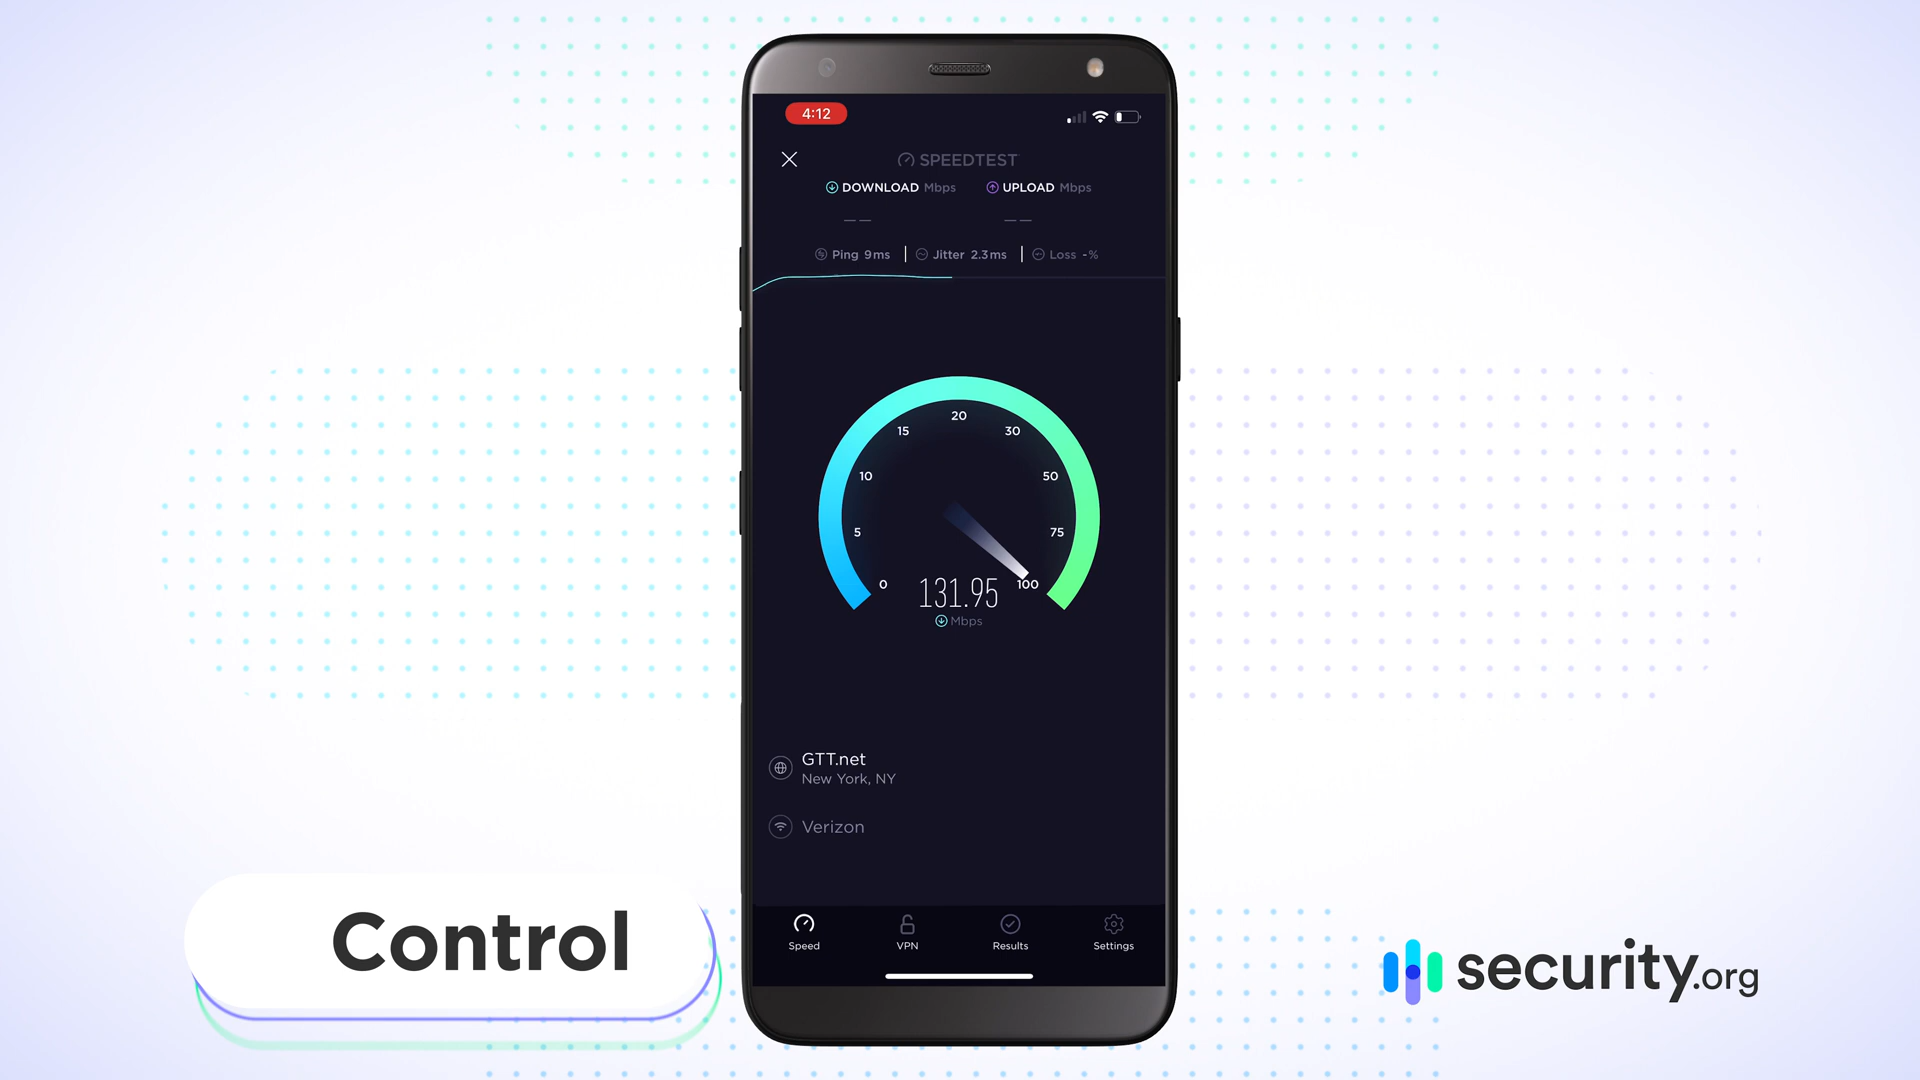 4:12
SPEEDTEST
DOWNLOAD Mbps UPLOAD Mbps
— — — —
Ping 9ms Jitter 2.3ms Loss -%
20
15 30
10 50
5 75
0 100
131.95
Mbps
GTT.net
New York, NY
Verizon
Speed VPN Results Settings
Control
security.org